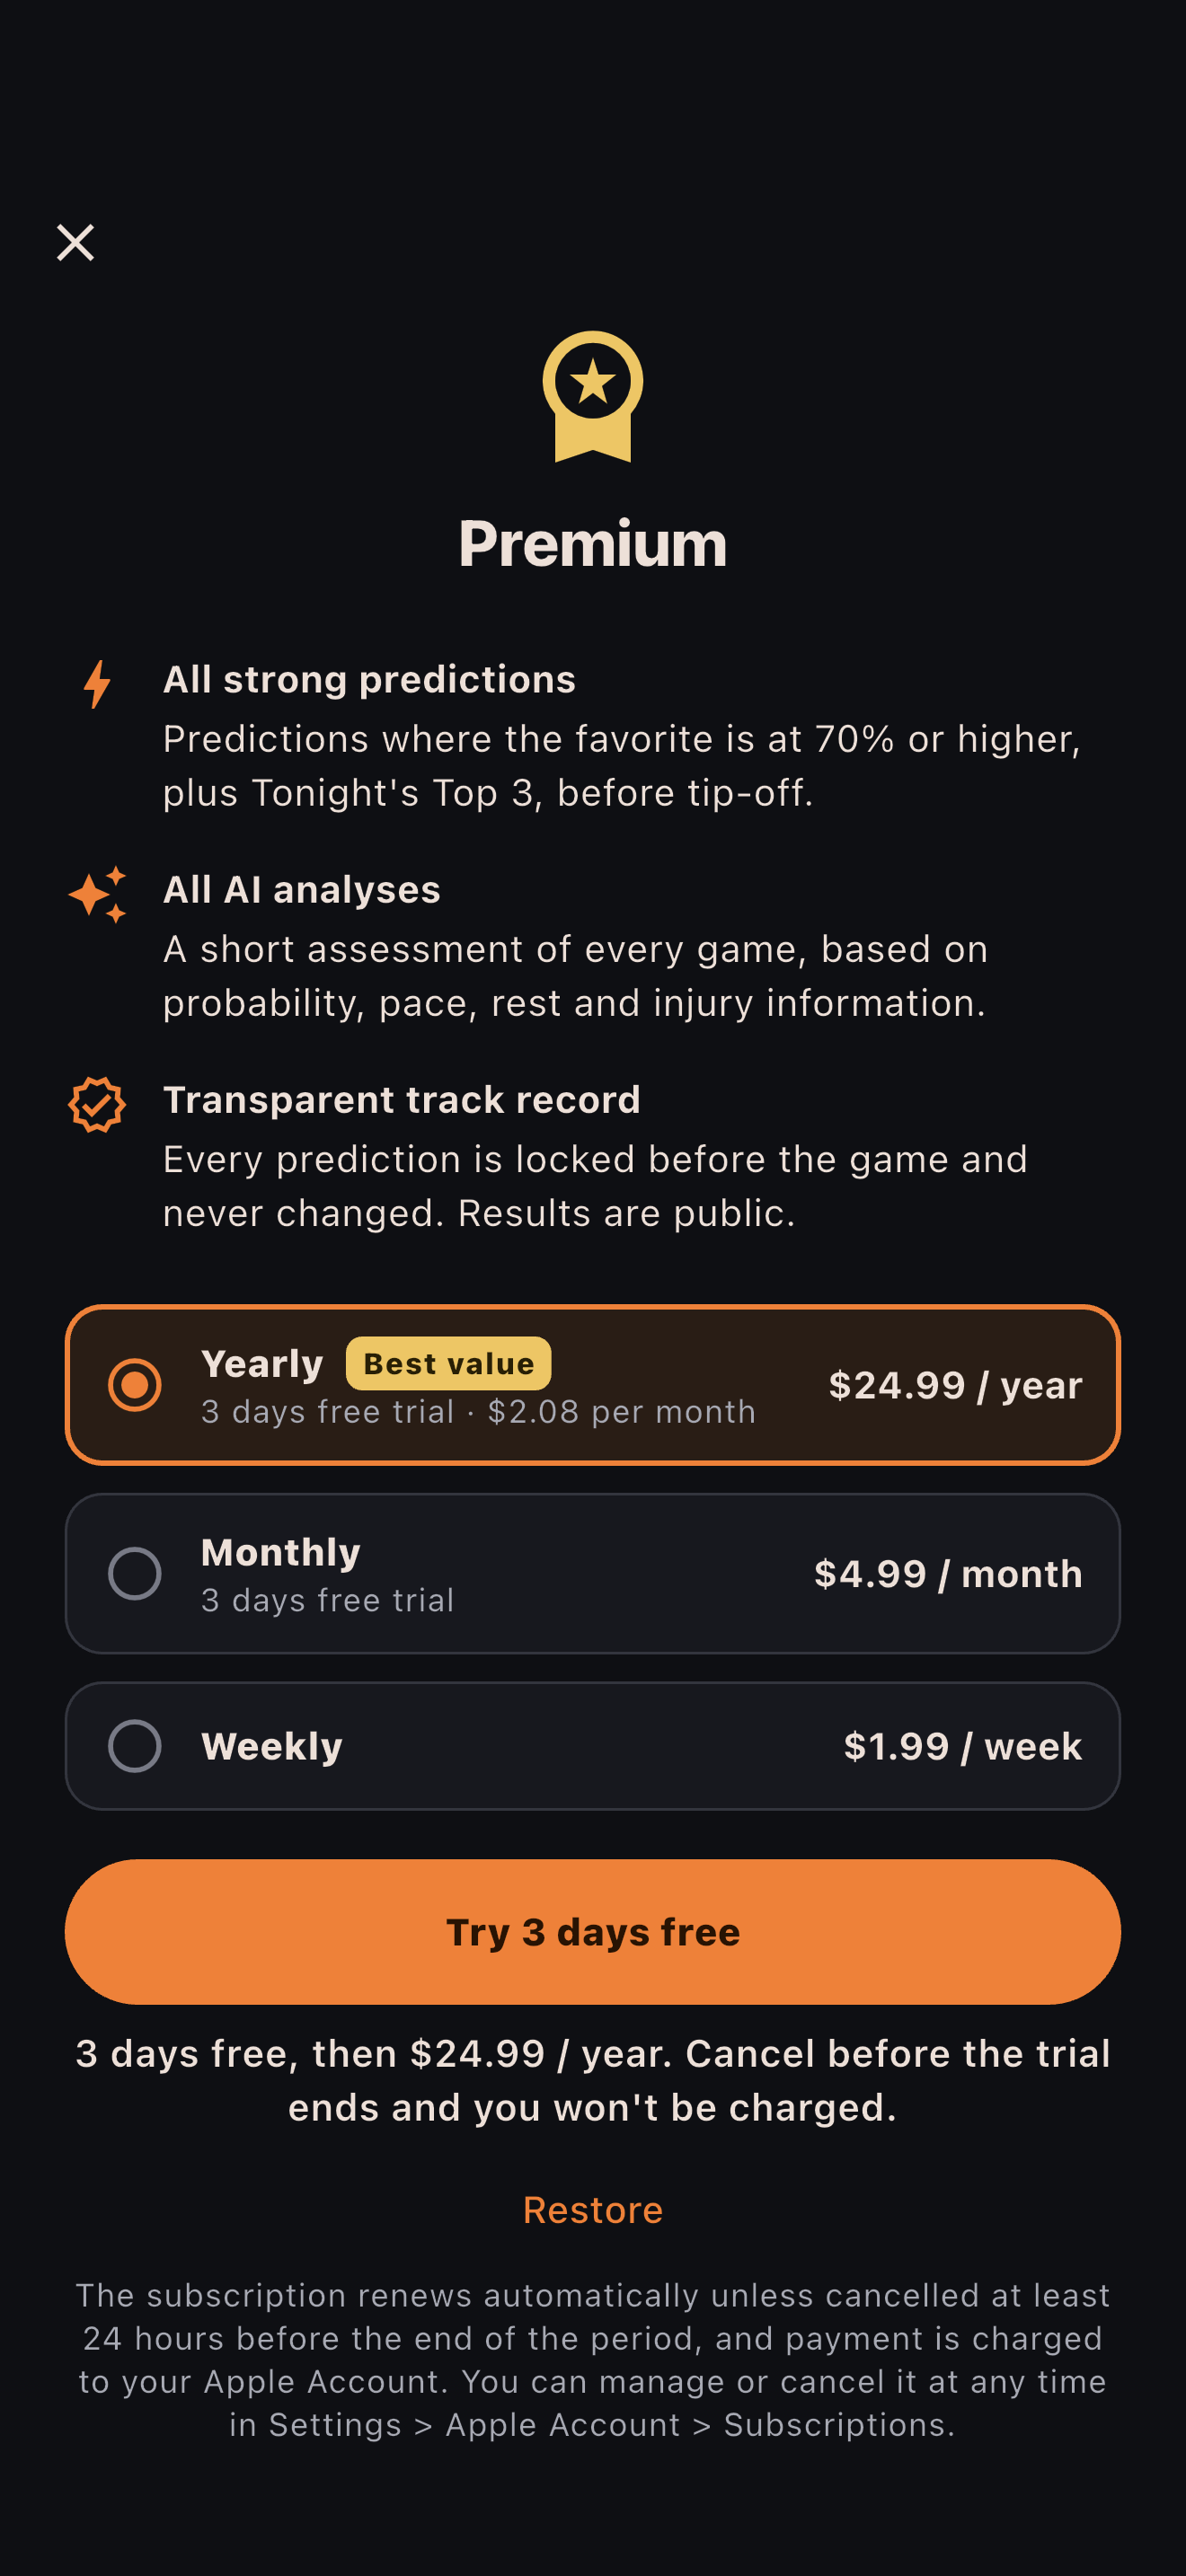 Premium
All strong predictions
Predictions where the favorite is at 70% or higher,
plus Tonight's Top 3, before tip-off.
All AI analyses
A short assessment of every game, based on
probability, pace, rest and injury information.
Transparent track record
Every prediction is locked before the game and
never changed. Results are public.
Yearly Best value
3 days free trial · $2.08 per month
$24.99 / year
Monthly
3 days free trial
$4.99 / month
Weekly
$1.99 / week
Try 3 days free
3 days free, then $24.99 / year. Cancel before the trial
ends and you won't be charged.
Restore
The subscription renews automatically unless cancelled at least
24 hours before the end of the period, and payment is charged
to your Apple Account. You can manage or cancel it at any time
in Settings > Apple Account > Subscriptions.